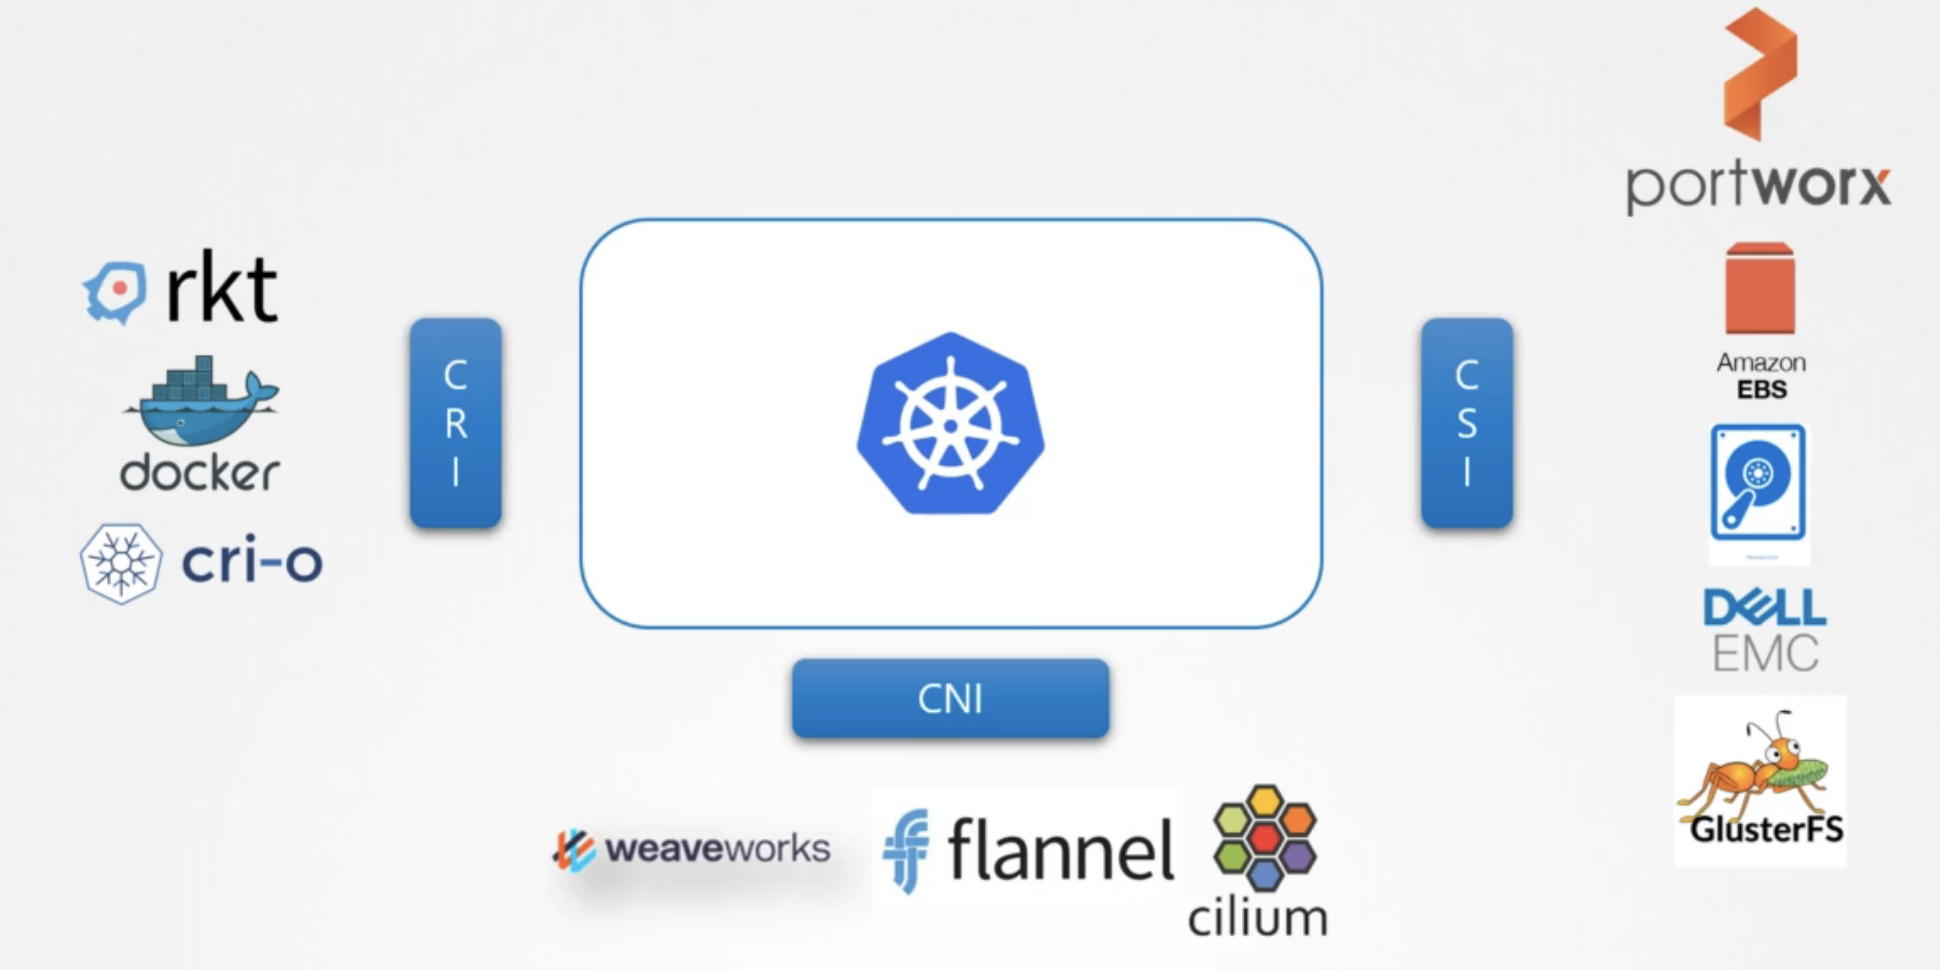 portworx
rkt
docker
cri-o
C
R
I
C
S
I
Amazon
EBS
DELL
EMC
GlusterFS
CNI
weaveworks
flannel
cilium